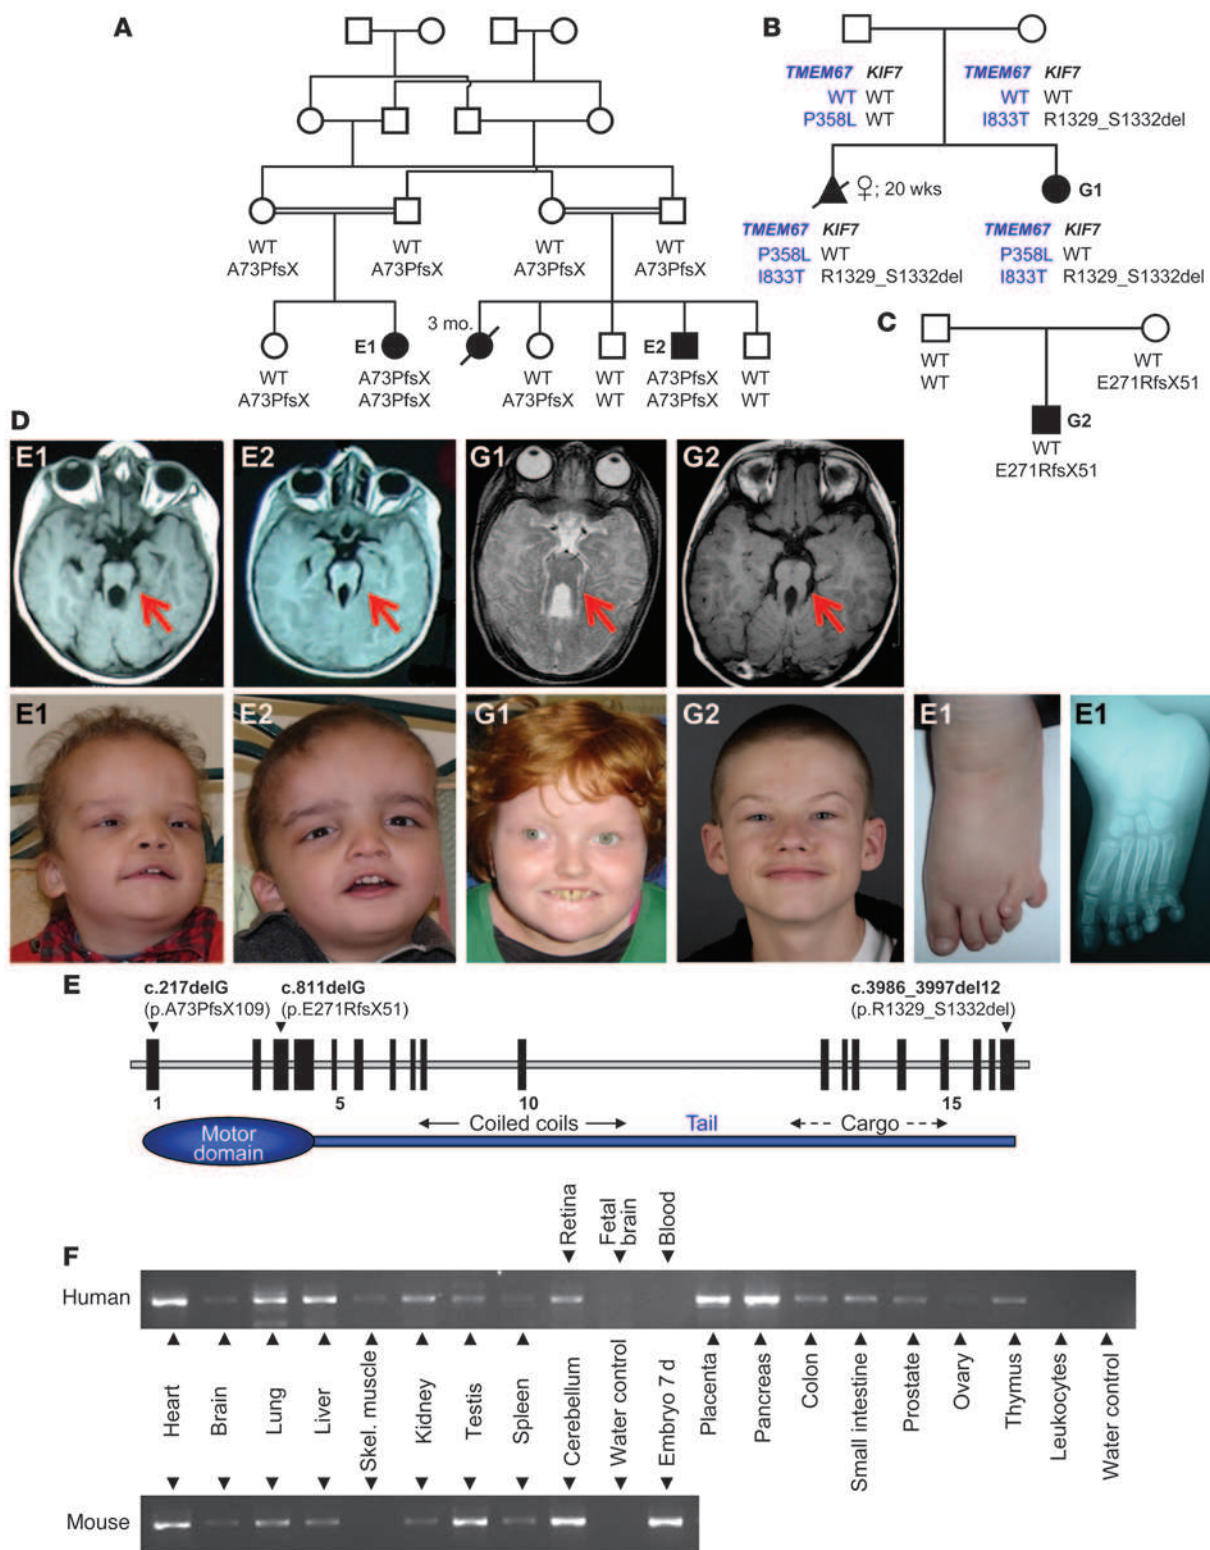 A
B
TMEM67 KIF7
WT WT
P358L WT
TMEM67 KIF7
WT WT
I833T R1329_S1332del
♀; 20 wks
G1
TMEM67 KIF7
P358L WT
I833T R1329_S1332del
TMEM67 KIF7
P358L WT
I833T R1329_S1332del
WT WT WT WT
A73PfsX A73PfsX A73PfsX A73PfsX
3 mo.
E1 E2
WT A73PfsX WT WT A73PfsX WT
A73PfsX A73PfsX A73PfsX WT A73PfsX WT
C
WT WT
WT E271RfsX51
G2
WT
E271RfsX51
D
E1 E2 G1 G2
E1 E2 G1 G2 E1 E1
E
c.217delG c.811delG c.3986_3997del12
(p.A73PfsX109) (p.E271RfsX51) (p.R1329_S1332del)
1 5 10 15
Coiled coils Tail Cargo
Motor
domain
Retina
Fetal
brain
Blood
F
Human
Heart
Brain
Lung
Liver
Skel. muscle
Kidney
Testis
Spleen
Cerebellum
Water control
Embryo 7 d
Placenta
Pancreas
Colon
Small intestine
Prostate
Ovary
Thymus
Leukocytes
Water control
Mouse